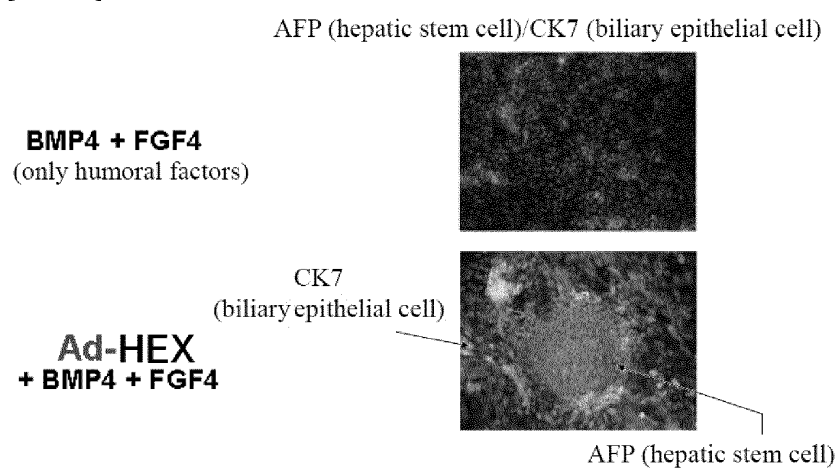 AFP (hepatic stem cell)/CK7 (biliary epithelial cell)
BMP4 + FGF4
(only humoral factors)
CK7
(biliary epithelial cell)
Ad-HEX
+ BMP4 + FGF4
AFP (hepatic stem cell)